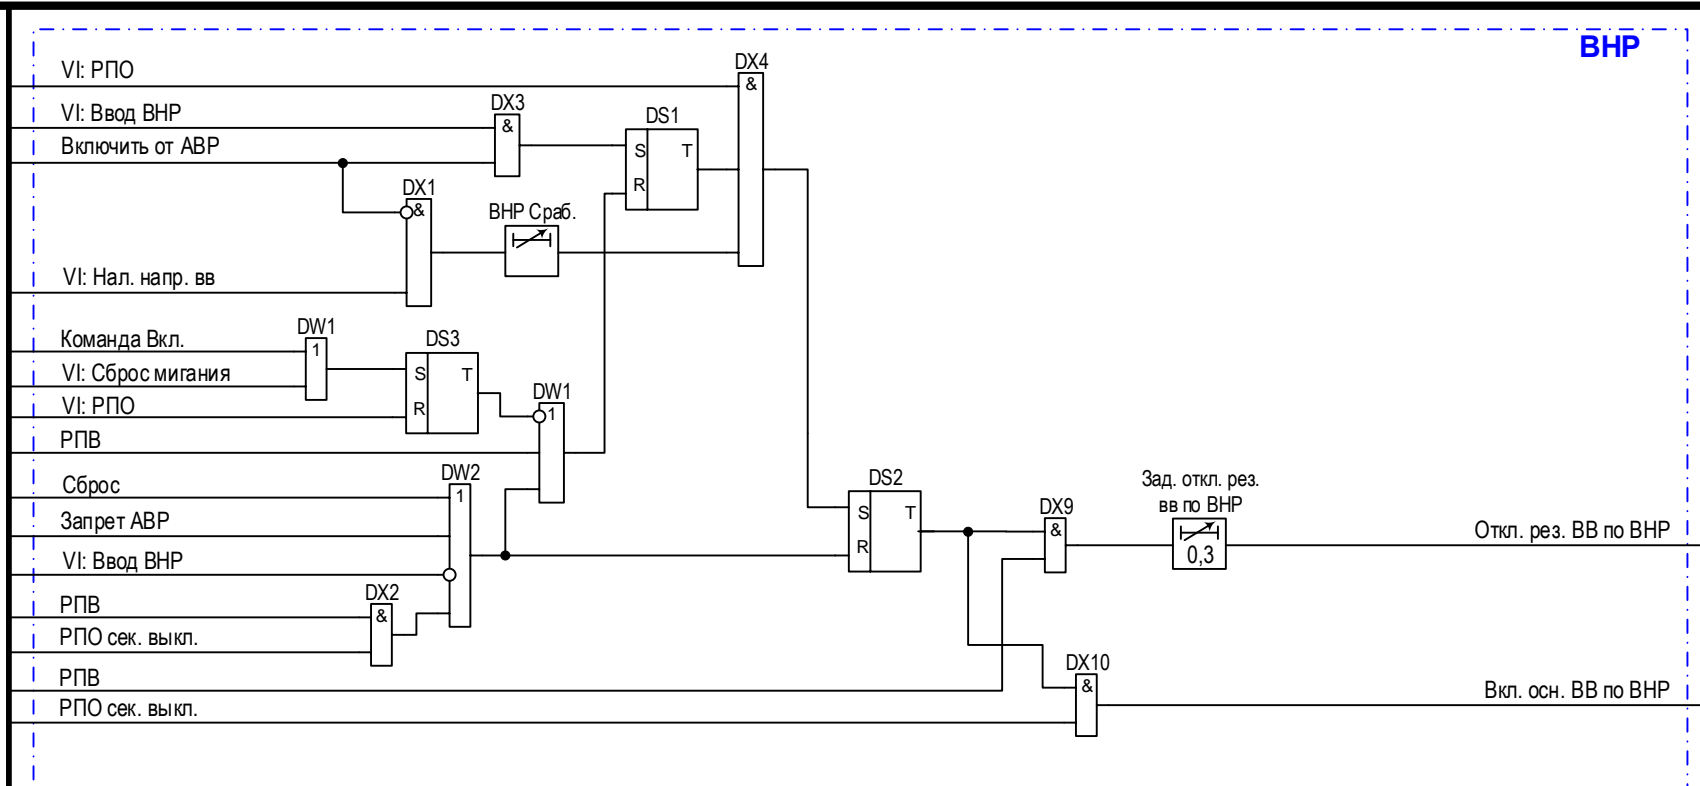 ВНР
VI: РПО
DX4
&
VI: Ввод ВНР
DX3
&
DS1
S T
R
Включить от АВР
DX1
&
ВНР Сраб.
VI: Нал. напр. вв
Команда Вкл.
DW1
1
DS3
S T
R
VI: Сброс мигания
VI: РПО
DW1
1
РПВ
Сброс
DW2
1
Запрет АВР
VI: Ввод ВНР
DS2
S T
R
DX9
&
Зад. откл. рез.
вв по ВНР
0,3
Откл. рез. ВВ по ВНР
РПВ
DX2
&
РПО сек. выкл.
РПВ
DX10
&
РПО сек. выкл.
Вкл. осн. ВВ по ВНР